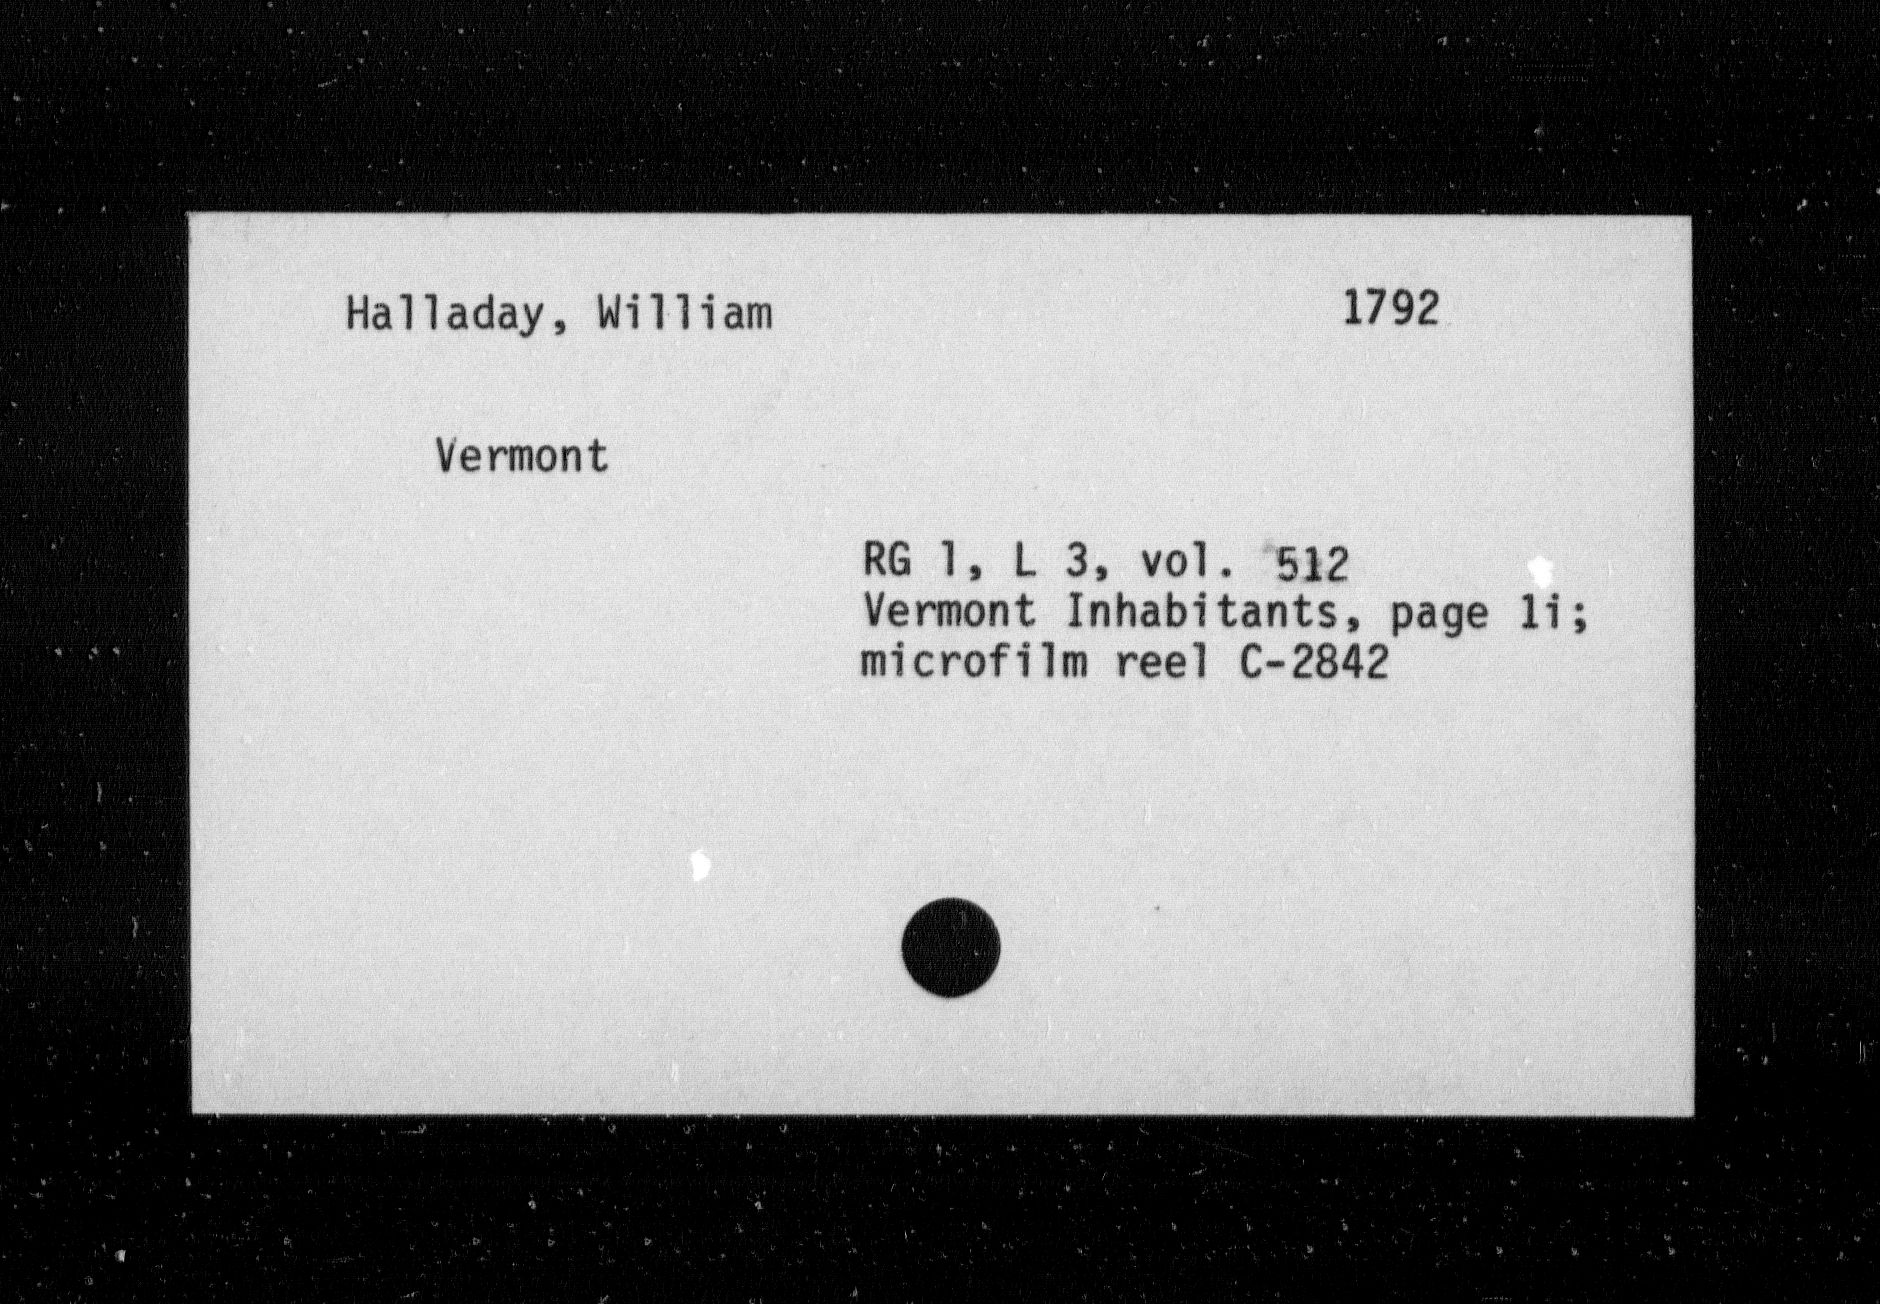 Halladay, William 1792
Vermont
RG 1, L 3, vol. 512
Vermont Inhabitants, page li;
microfilm reel C-2842